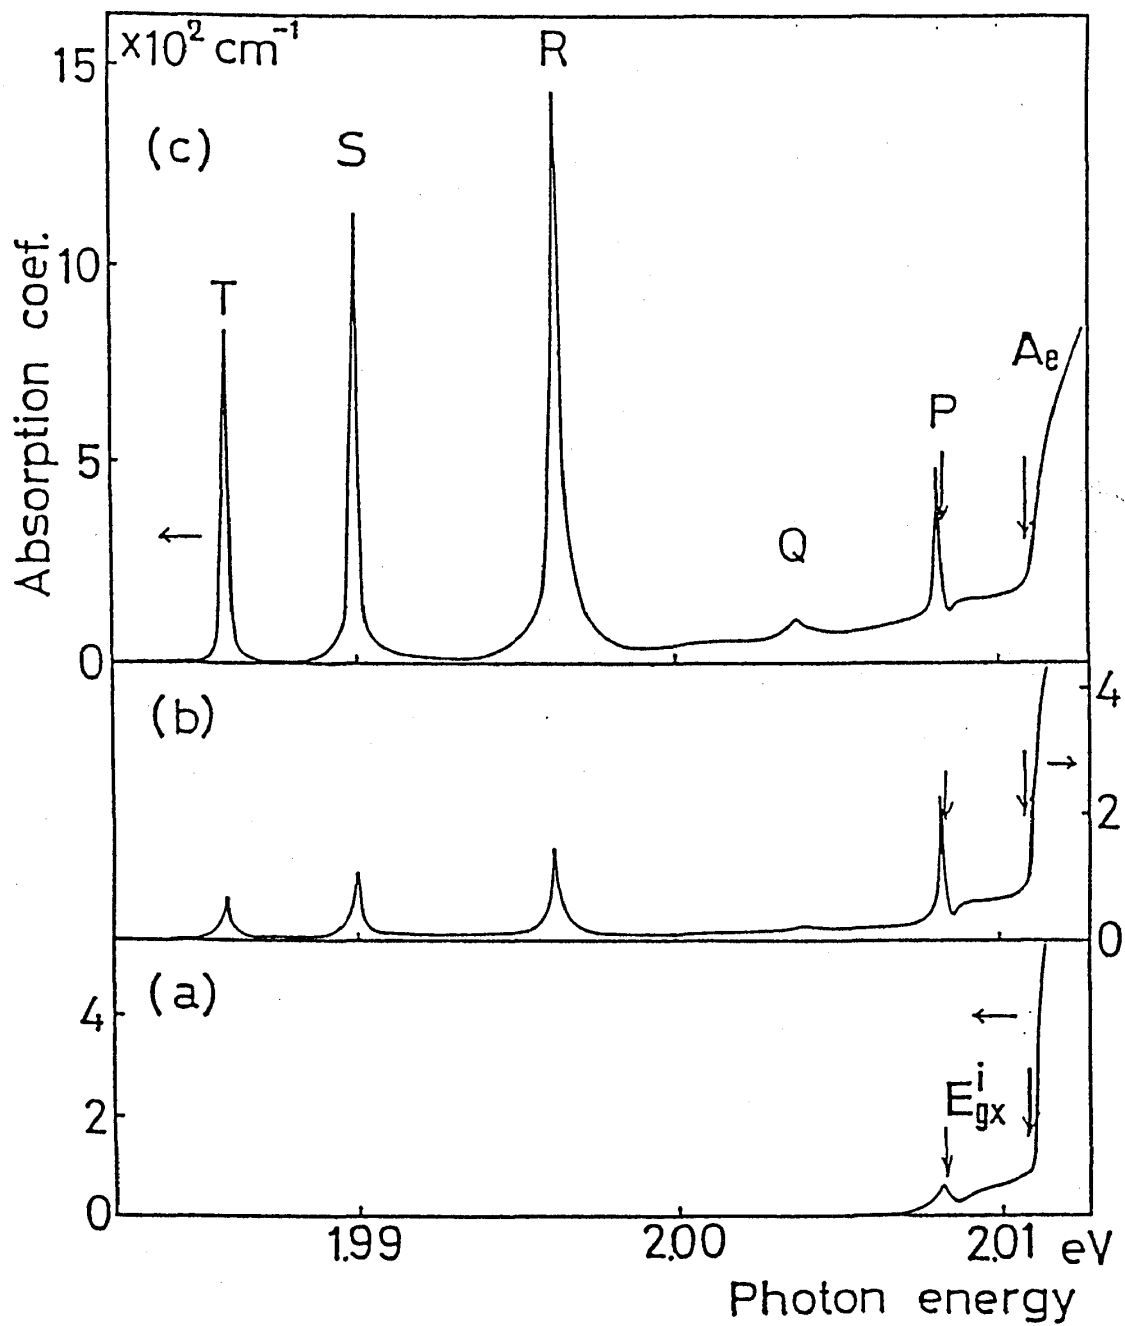 ×10² cm⁻¹
15
R
(c)
S
Absorption coef.
10
T
Ae
P
5
Q
0
(b)
4
2
0
(a)
4
E^i_gx
2
0
1.99 2.00 2.01 eV
Photon energy